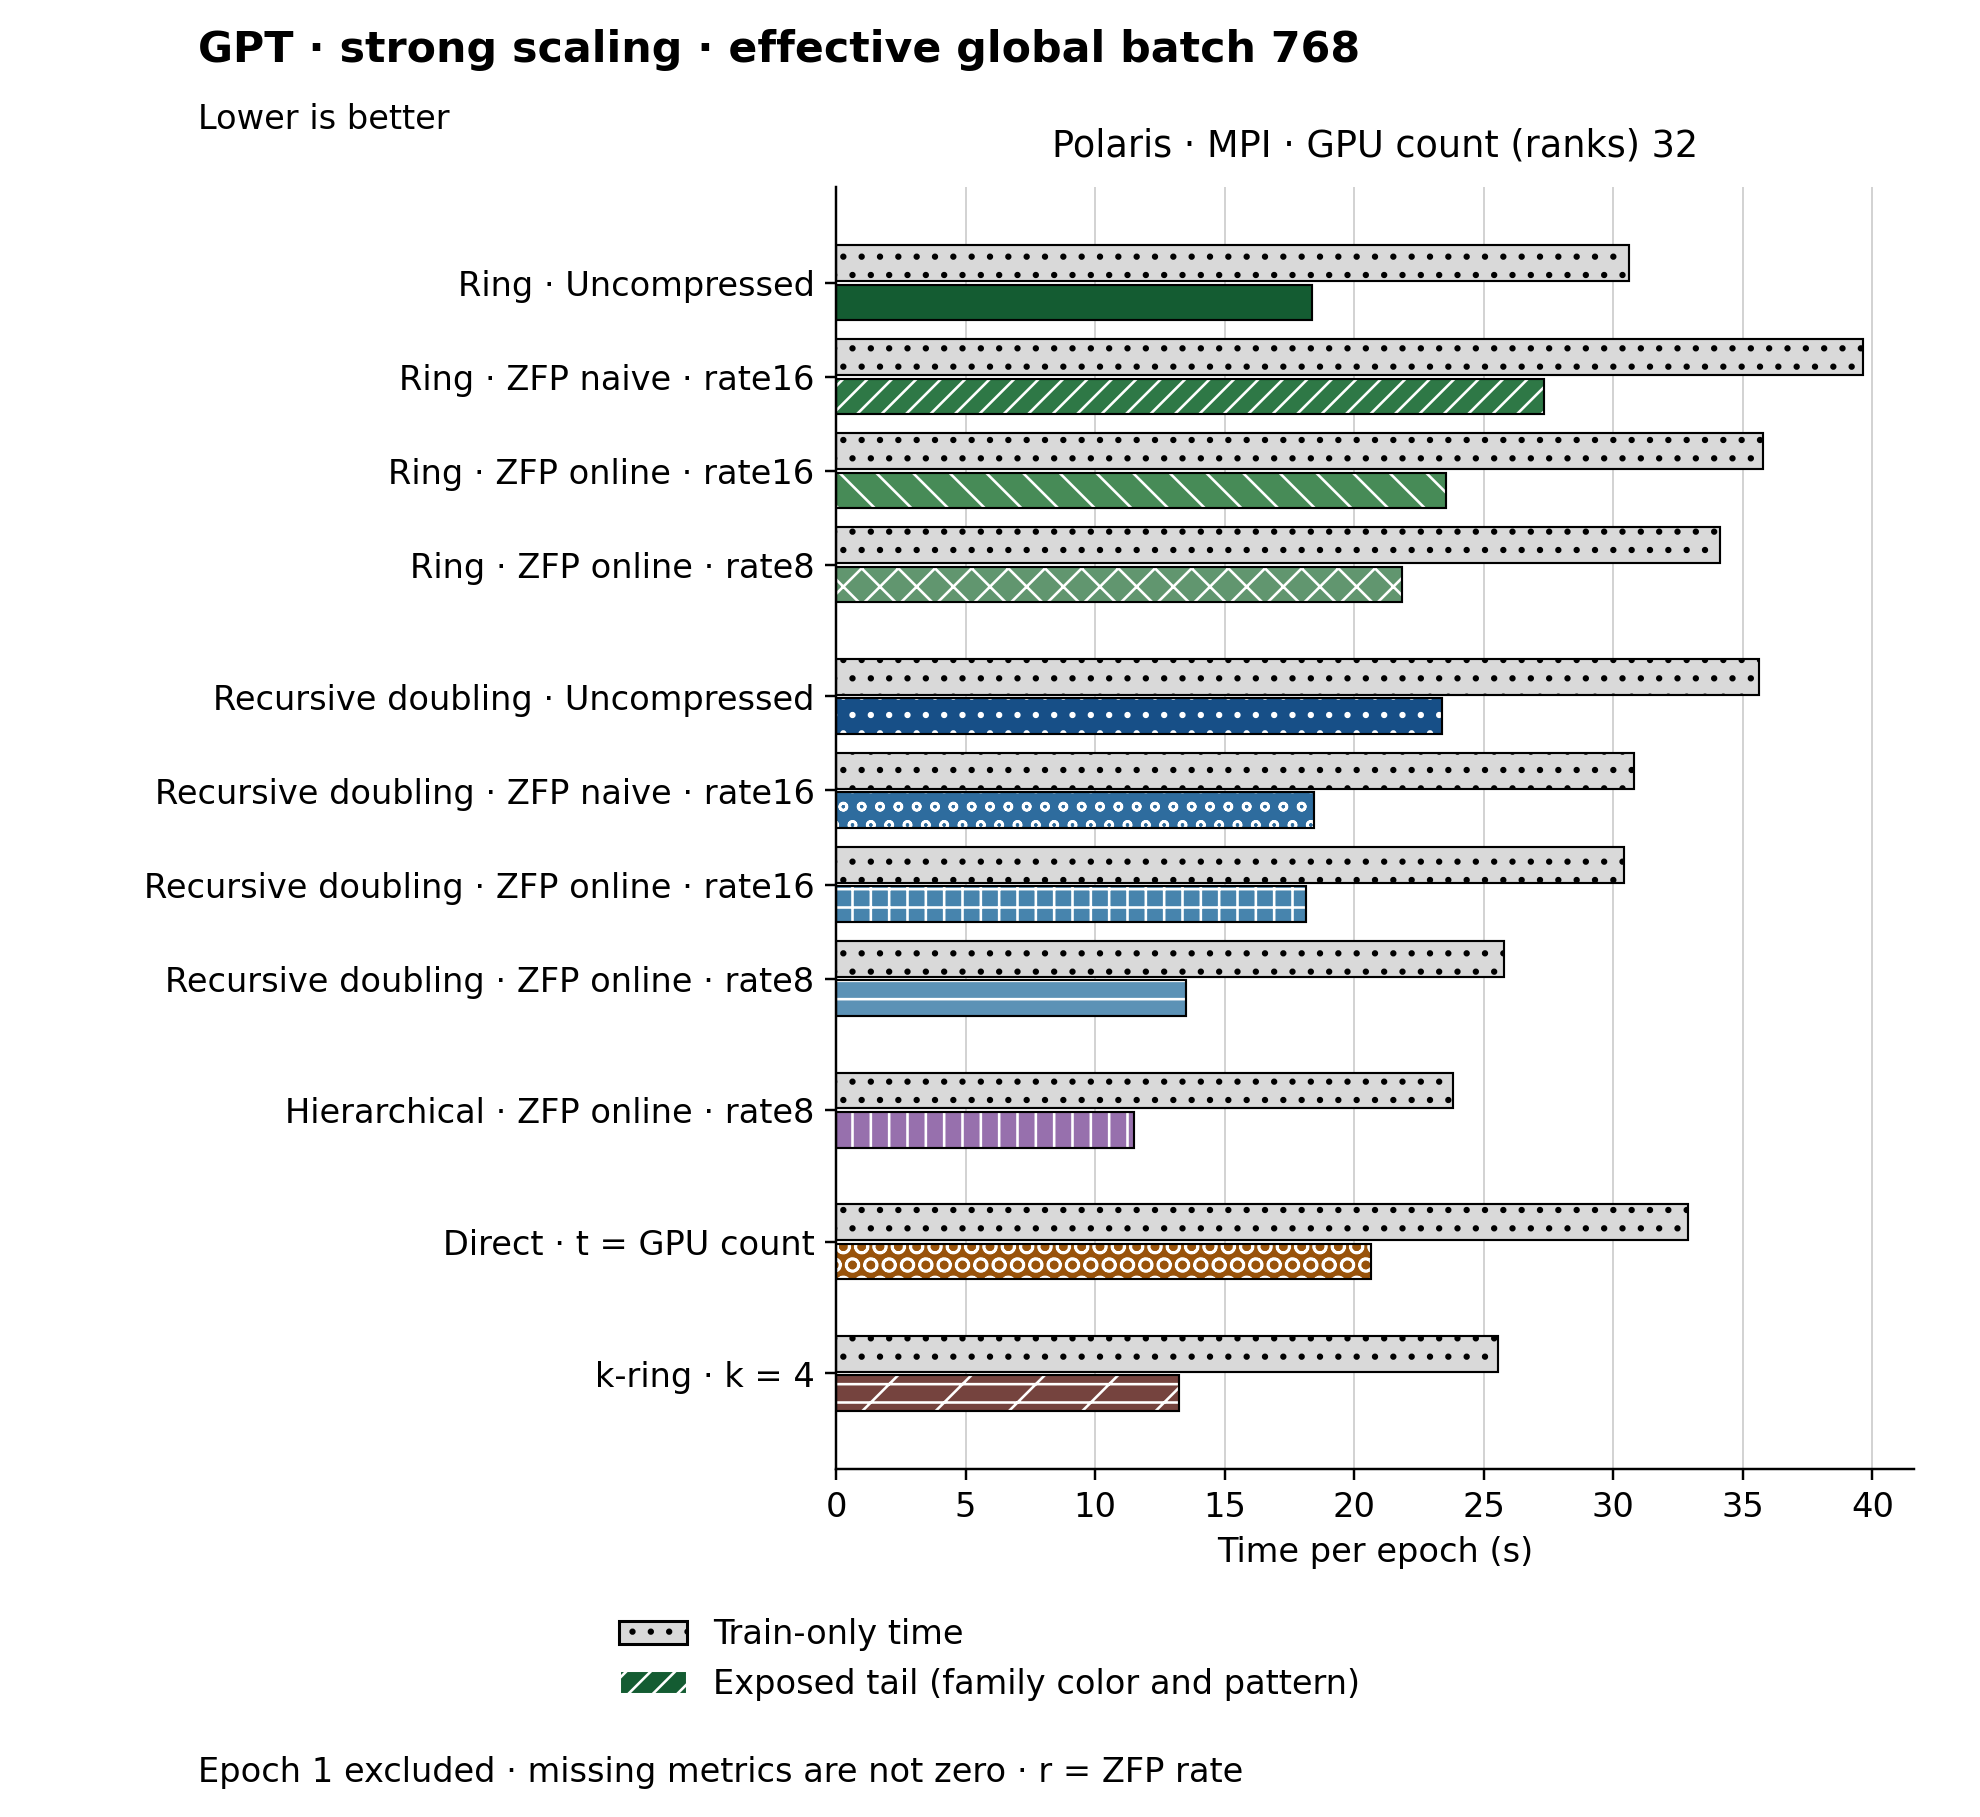 GPT · strong scaling · effective global batch 768
Lower is better
Polaris · MPI · GPU count (ranks) 32
Ring · Uncompressed
Ring · ZFP naive · rate16
Ring · ZFP online · rate16
Ring · ZFP online · rate8
Recursive doubling · Uncompressed
Recursive doubling · ZFP naive · rate16
Recursive doubling · ZFP online · rate16
Recursive doubling · ZFP online · rate8
Hierarchical · ZFP online · rate8
Direct · t = GPU count
k-ring · k = 4
0 5 10 15 20 25 30 35 40
Time per epoch (s)
Train-only time
Exposed tail (family color and pattern)
Epoch 1 excluded · missing metrics are not zero · r = ZFP rate